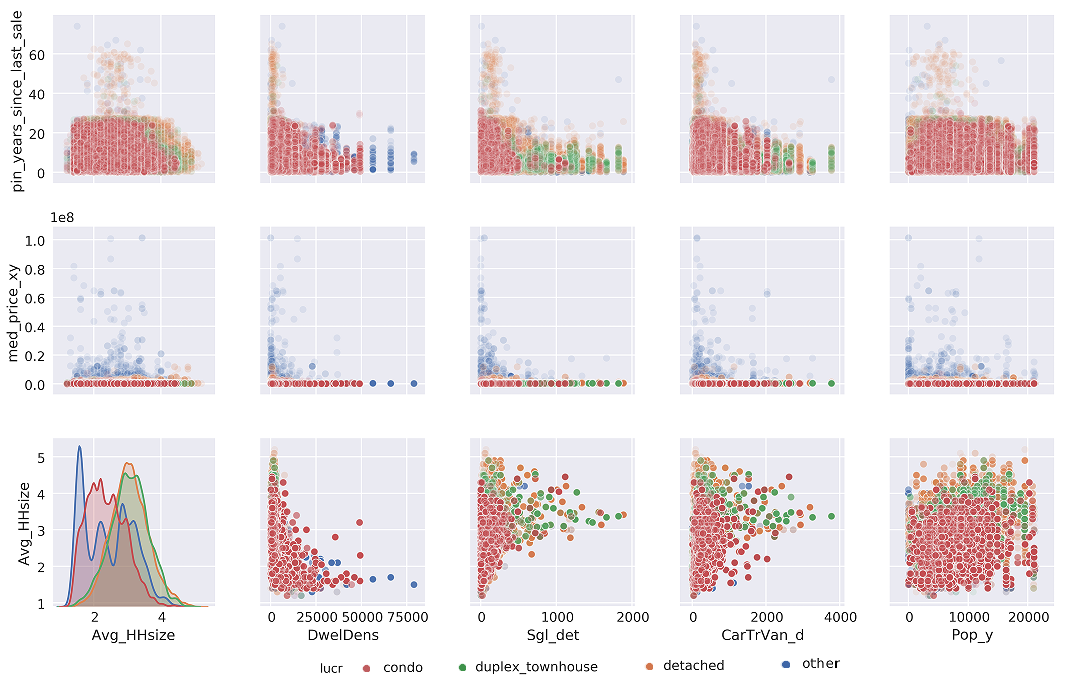 pin_years_since_last_sale
60
40
20
0
1e8
med_price_xy
1.0
0.8
0.6
0.4
0.2
0.0
Avg_HHsize
5
4
3
2
1
2 4
0 25000 50000 75000
0 1000 2000
0 2000 4000
0 10000 20000
Avg_HHsize DwelDens Sgl_det CarTrVan_d Pop_y
lucr condo duplex_townhouse detached other